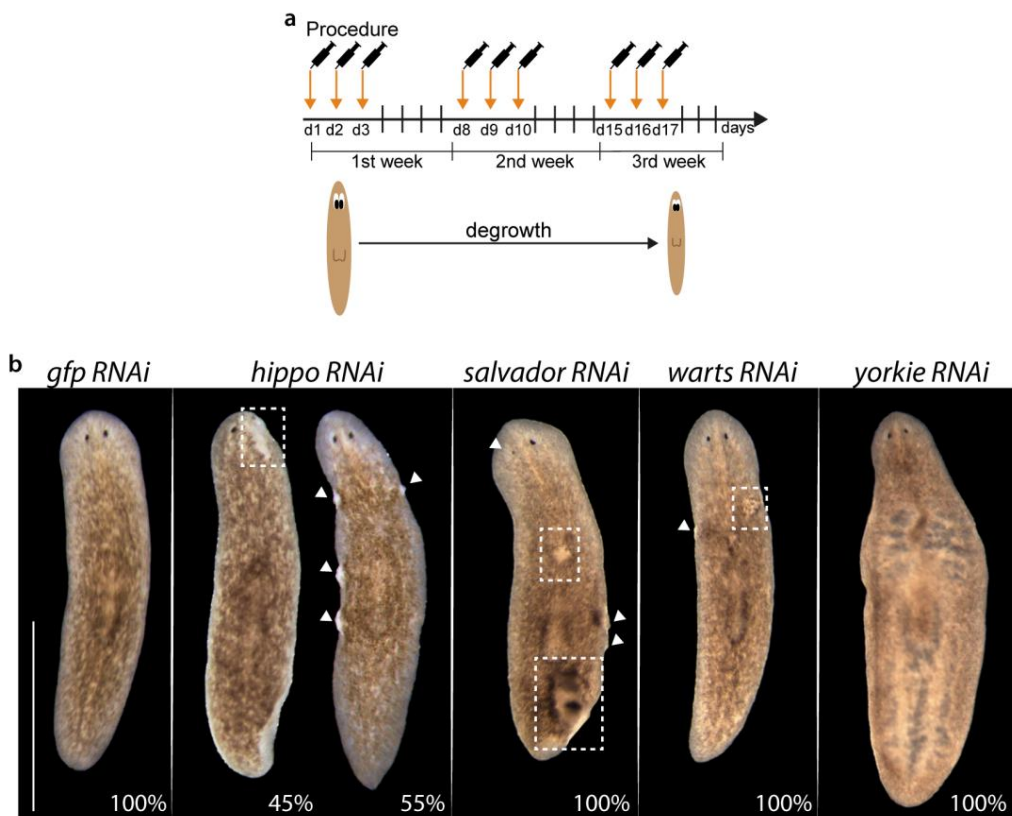 a
Procedure
d1 d2 d3 d8 d9 d10 d15 d16 d17 days
1st week 2nd week 3rd week
degrowth
b
gfp RNAi hippo RNAi salvador RNAi warts RNAi yorkie RNAi
100% 45% 55% 100% 100% 100%